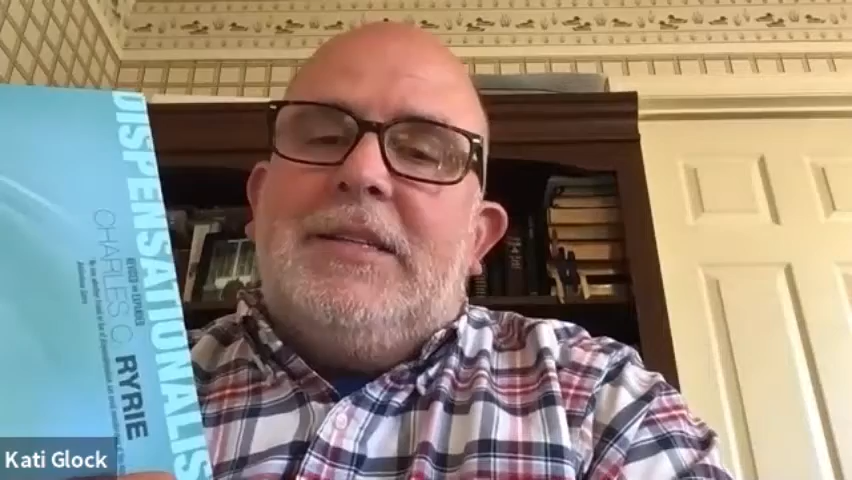 DISPENSATIONALIS
REVISED AND EXPANDED
CHARLES C.
RYRIE
Kati Glock